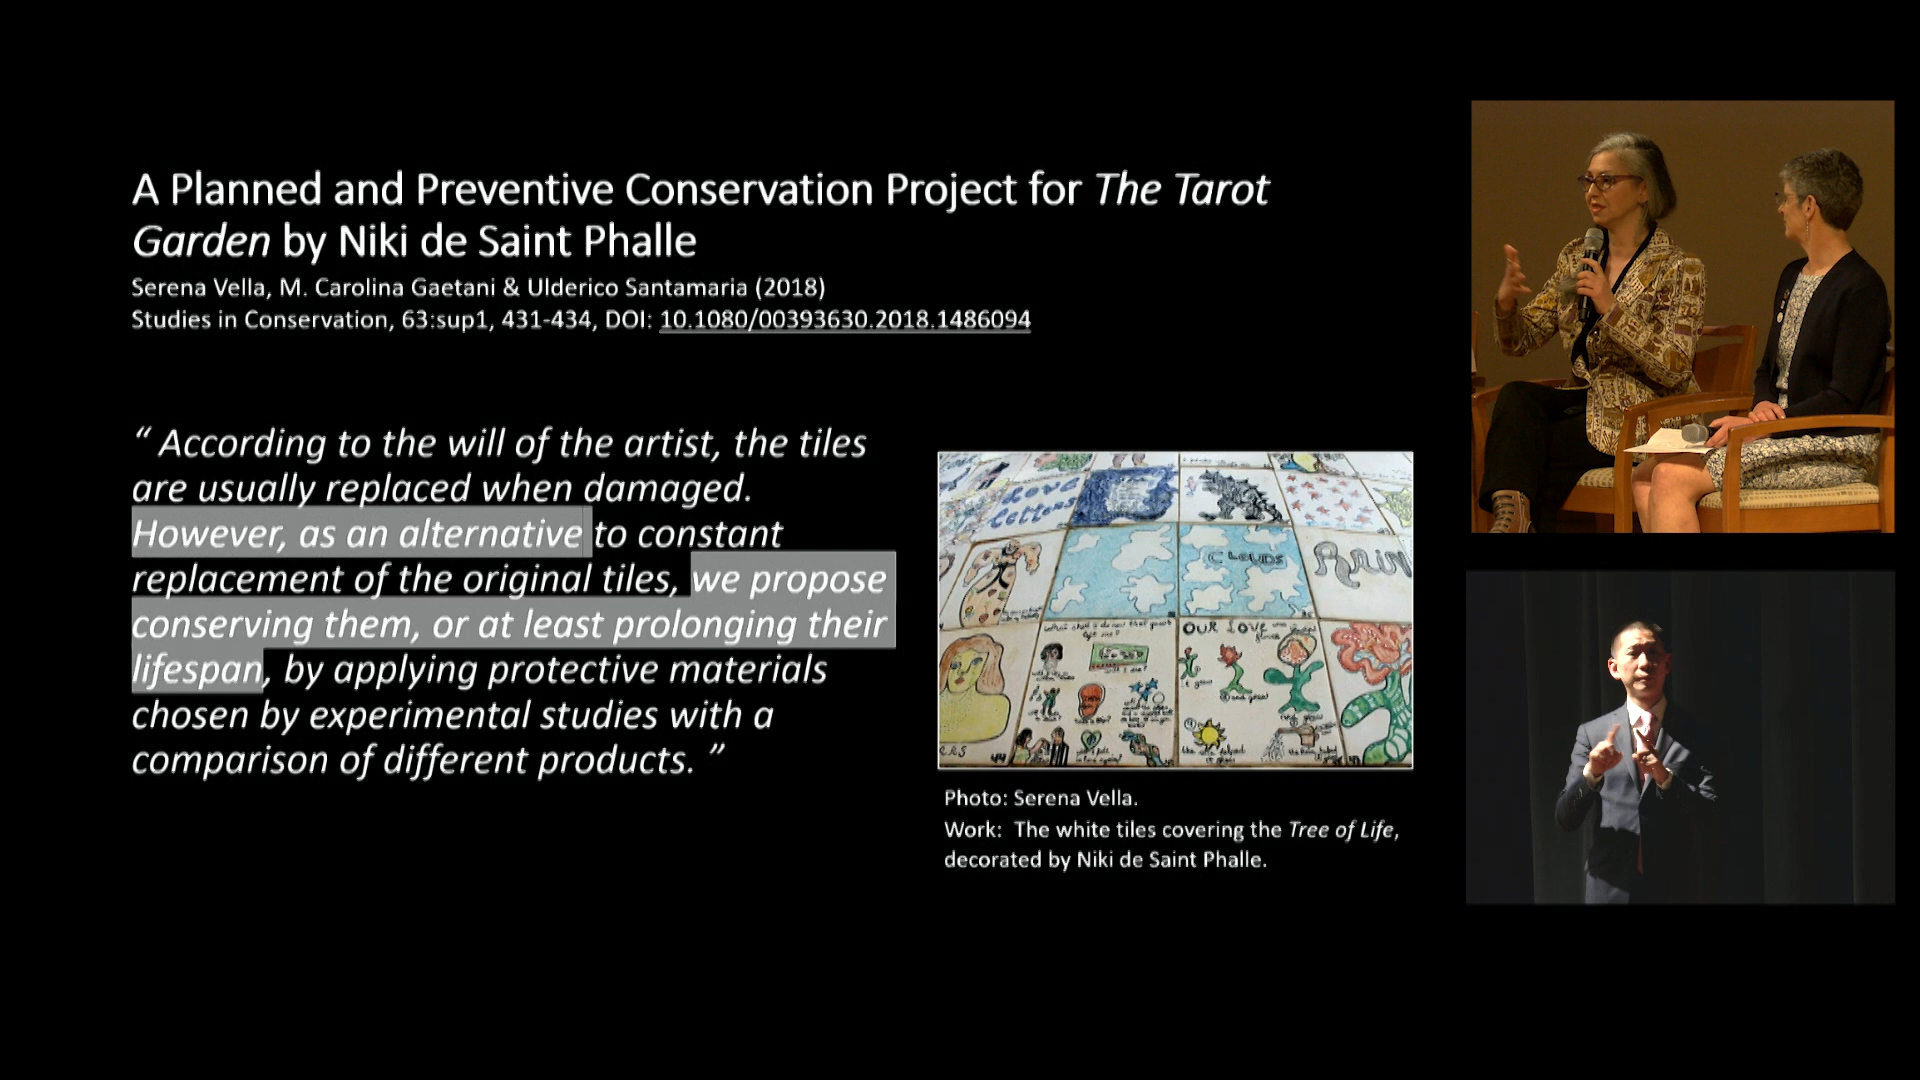 A Planned and Preventive Conservation Project for The Tarot
Garden by Niki de Saint Phalle
Serena Vella, M. Carolina Gaetani & Ulderico Santamaria (2018)
Studies in Conservation, 63:sup1, 431-434, DOI: 10.1080/00393630.2018.1486094
“ According to the will of the artist, the tiles
are usually replaced when damaged.
However, as an alternative to constant
replacement of the original tiles, we propose
conserving them, or at least prolonging their
lifespan, by applying protective materials
chosen by experimental studies with a
comparison of different products. ”
Love
Letters
CLOUDS
RAIN
OUR LOVE
Photo: Serena Vella.
Work:  The white tiles covering the Tree of Life,
decorated by Niki de Saint Phalle.